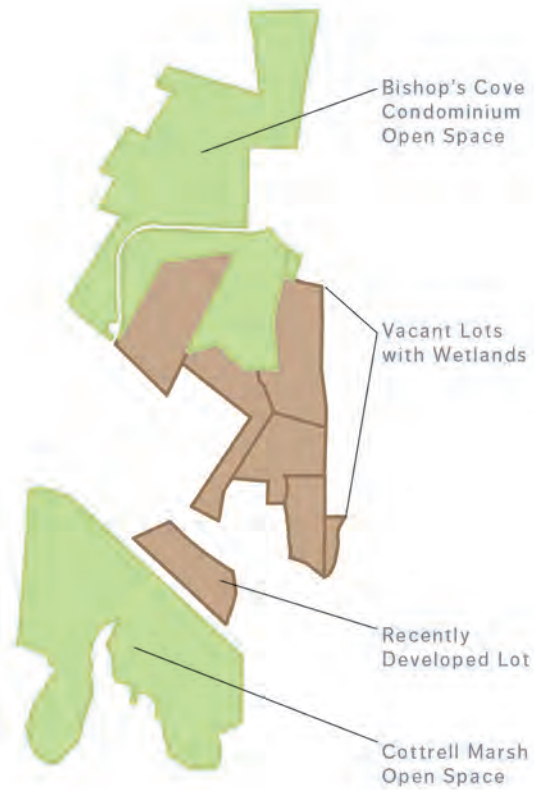 Bishop's Cove
Condominium
Open Space
Vacant Lots
with Wetlands
Recently
Developed Lot
Cottrell Marsh
Open Space